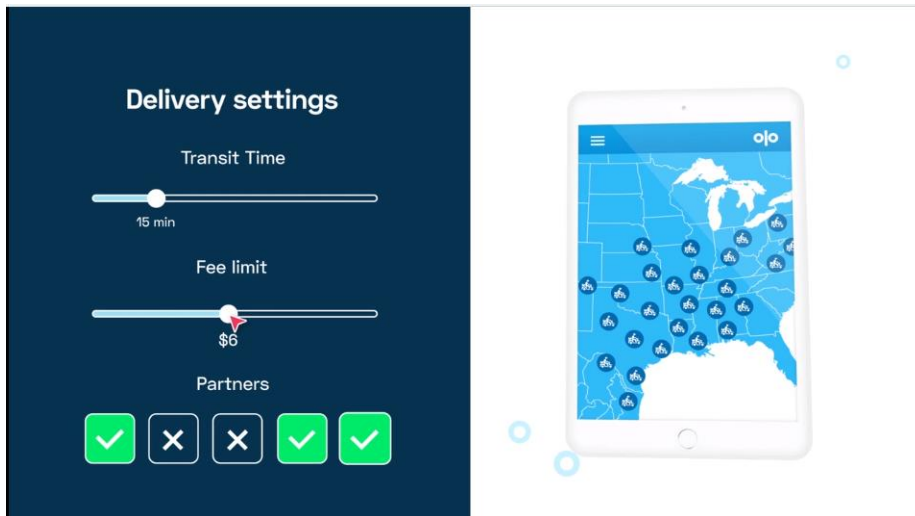 Delivery settings
Transit Time
15 min
Fee limit
$6
Partners
olo